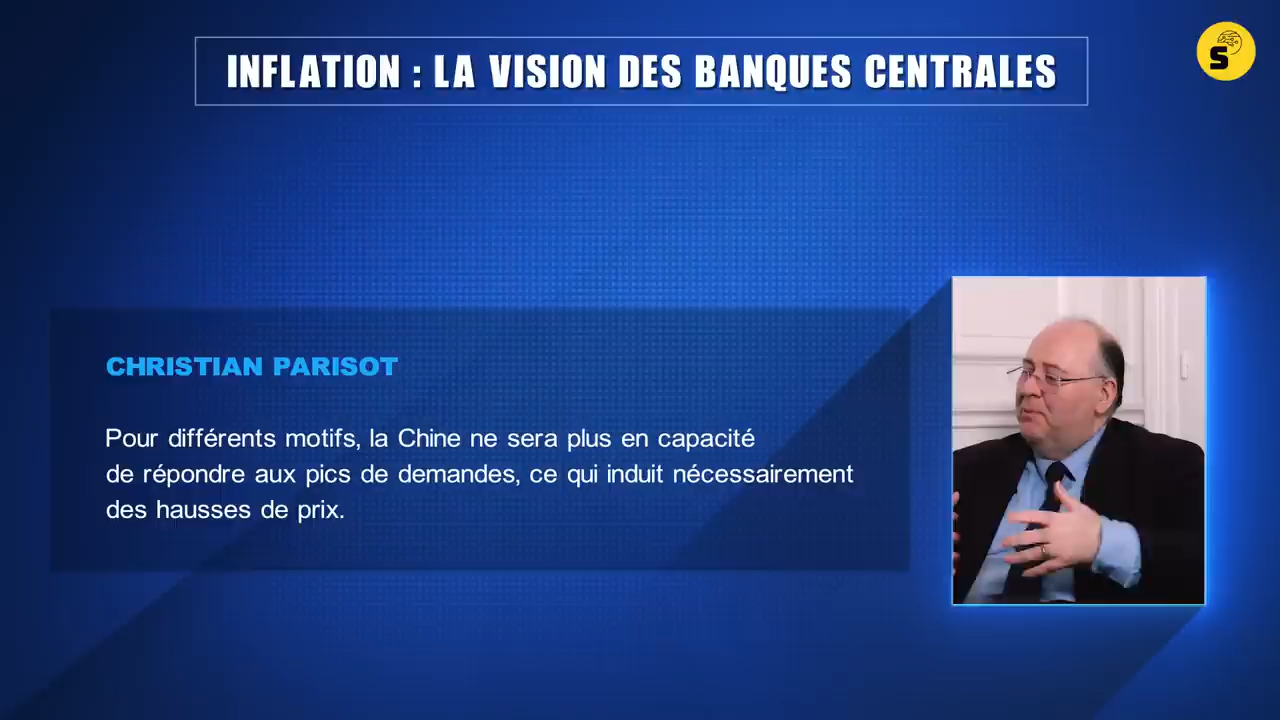 INFLATION : LA VISION DES BANQUES CENTRALES
S
CHRISTIAN PARISOT
Pour différents motifs, la Chine ne sera plus en capacité
de répondre aux pics de demandes, ce qui induit nécessairement
des hausses de prix.